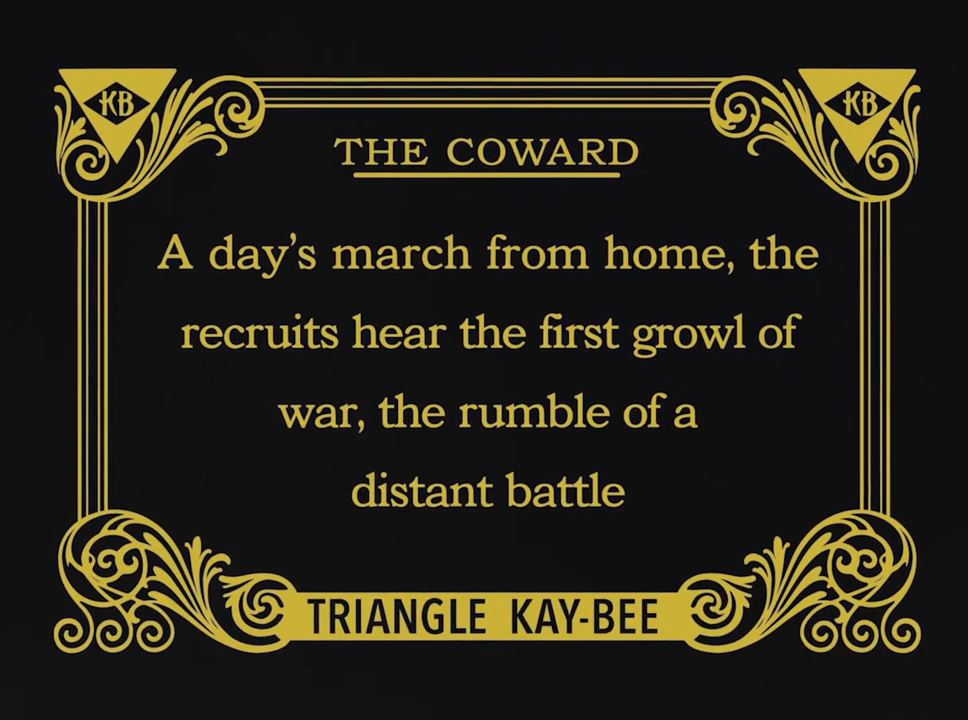 KB KB
THE COWARD
A day's march from home, the
recruits hear the first growl of
war, the rumble of a
distant battle
TRIANGLE KAY-BEE